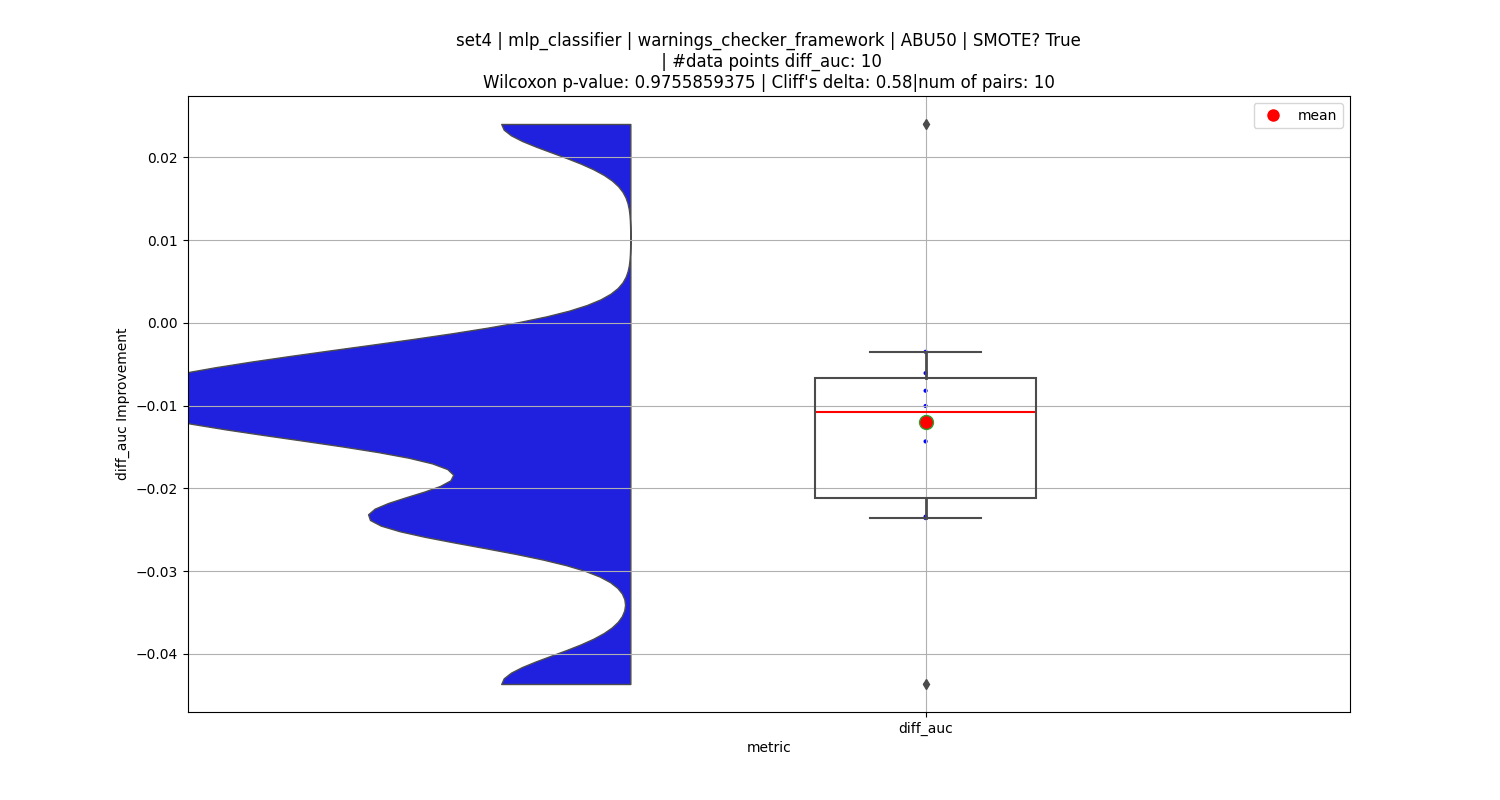 set4 | mlp_classifier | warnings_checker_framework | ABU50 | SMOTE? True
| #data points diff_auc: 10
Wilcoxon p-value: 0.9755859375 | Cliff's delta: 0.58|num of pairs: 10
mean
0.02
0.01
0.00
−0.01
−0.02
−0.03
−0.04
diff_auc Improvement
diff_auc
metric